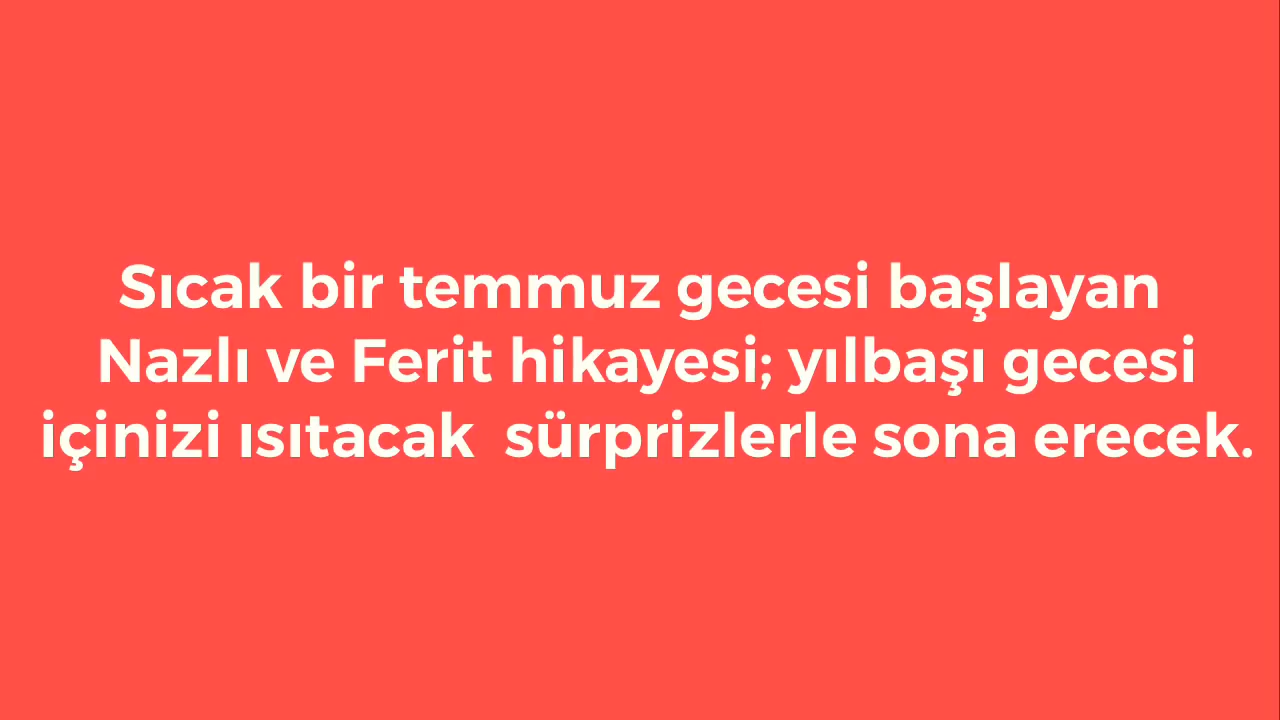 Sıcak bir temmuz gecesi başlayan
Nazlı ve Ferit hikayesi; yılbaşı gecesi
içinizi ısıtacak  sürprizlerle sona erecek.